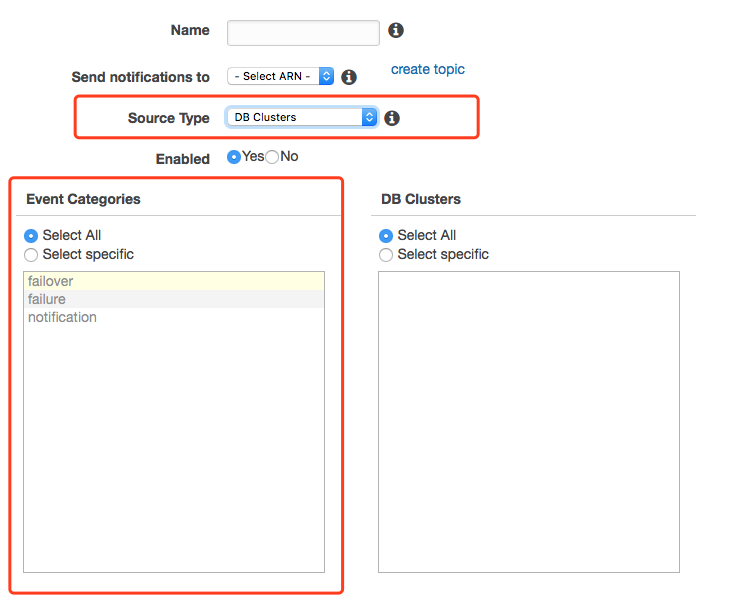 Name
Send notifications to - Select ARN - create topic
Source Type DB Clusters
Enabled Yes No
Event Categories
Select All
Select specific
failover
failure
notification
DB Clusters
Select All
Select specific